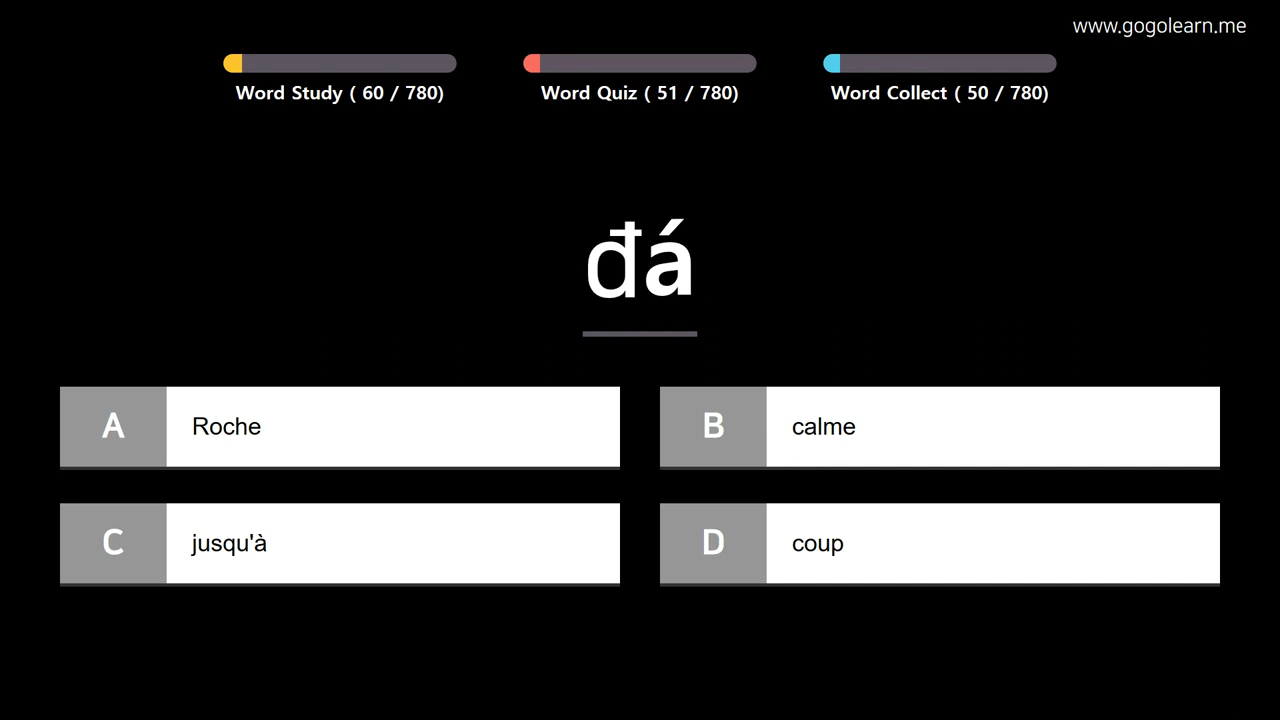 www.gogolearn.me
Word Study ( 60 / 780)
Word Quiz ( 51 / 780)
Word Collect ( 50 / 780)
đá
A Roche
B calme
C jusqu'à
D coup